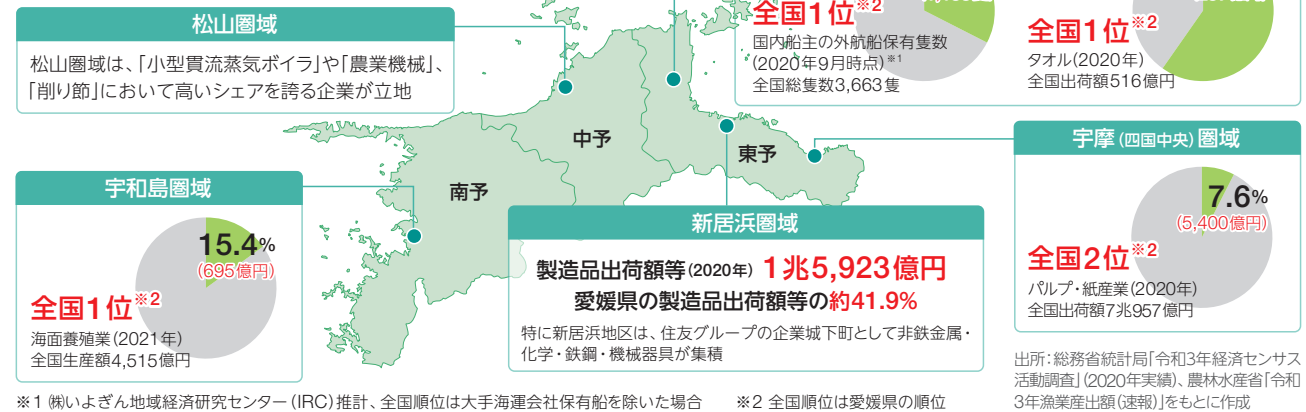 松山圏域
松山圏域は、「小型貫流蒸気ボイラ」や「農業機械」、
「削り節」において高いシェアを誇る企業が立地
全国1位※2
国内船主の外航船保有隻数
(2020年9月時点)※1
全国総隻数3,663隻
全国1位※2
タオル(2020年)
全国出荷額516億円
中予
東予
南予
宇和島圏域
15.4%
(695億円)
全国1位※2
海面養殖業(2021年)
全国生産額4,515億円
新居浜圏域
製造品出荷額等(2020年) 1兆5,923億円
愛媛県の製造品出荷額等の約41.9%
特に新居浜地区は、住友グループの企業城下町として非鉄金属・
化学・鉄鋼・機械器具が集積
宇摩(四国中央)圏域
7.6%
(5,400億円)
全国2位※2
パルプ・紙産業(2020年)
全国出荷額7兆957億円
出所:総務省統計局「令和3年経済センサス
活動調査」(2020年実績)、農林水産省「令和
3年漁業産出額(速報)」をもとに作成
※1 ㈱いよぎん地域経済研究センター(IRC)推計、全国順位は大手海運会社保有船を除いた場合
※2 全国順位は愛媛県の順位